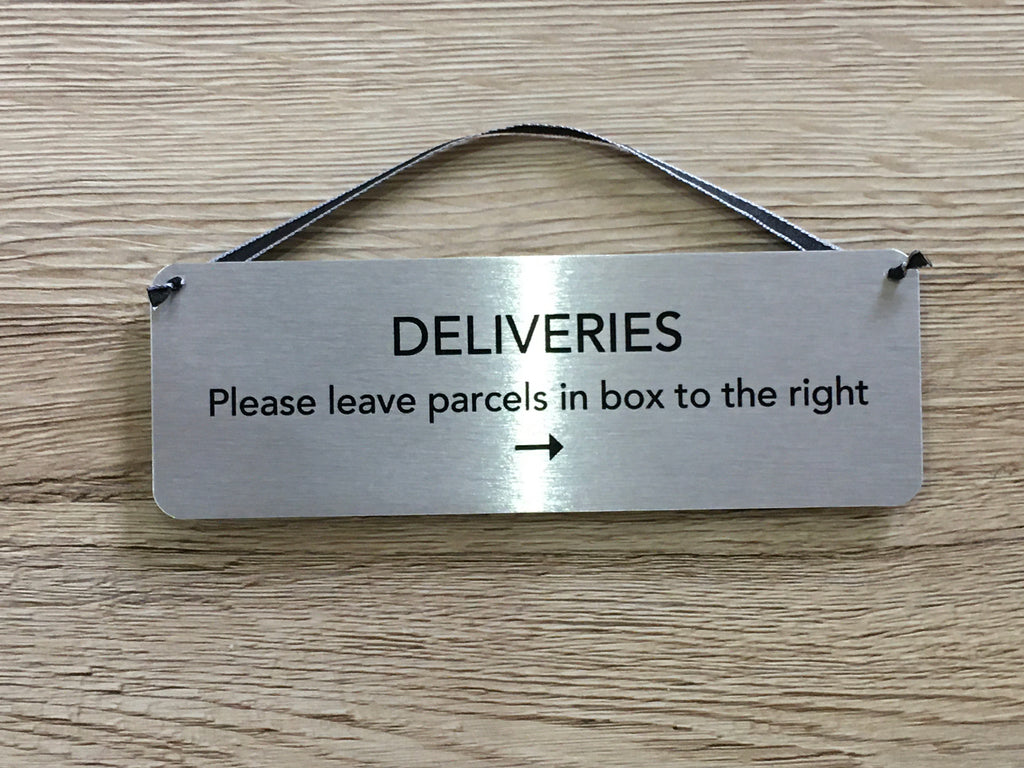 DELIVERIES
Please leave parcels in box to the right
→